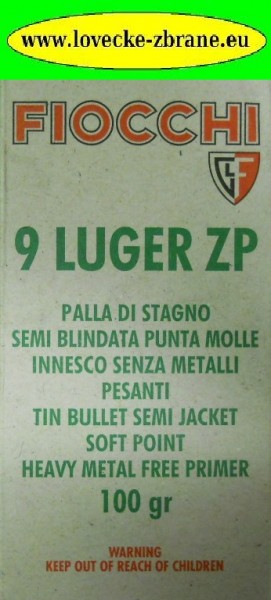 www.lovecke-zbrane.eu
FIOCCHI
GFL
9 LUGER ZP
PALLA DI STAGNO
SEMI BLINDATA PUNTA MOLLE
INNESCO SENZA METALLI
PESANTI
TIN BULLET SEMI JACKET
SOFT POINT
HEAVY METAL FREE PRIMER
100 gr
WARNING
KEEP OUT OF REACH OF CHILDREN